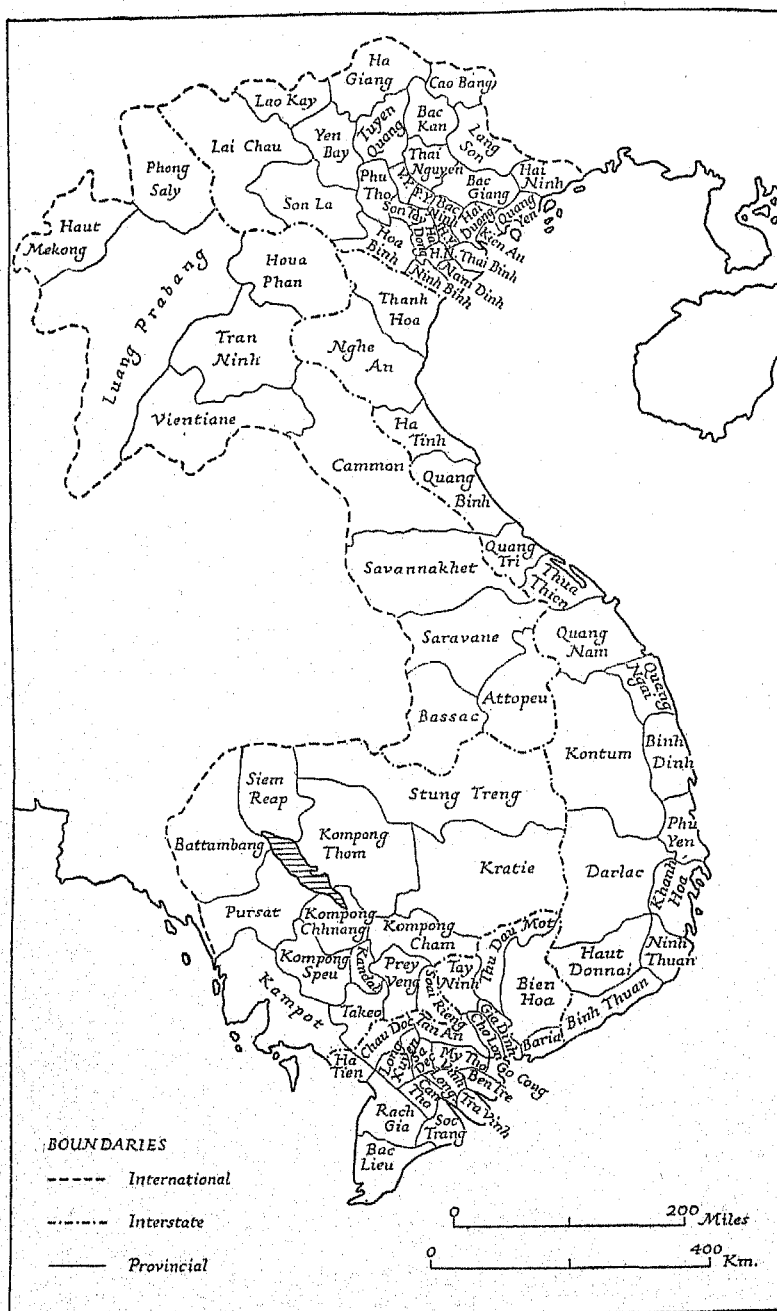 Ha
Giang
Cao Bang
Lao Kay
Bac
Kan
Tuyen
Quang
Lang
Son
Yen
Bay
Lai Chau
Thai
Nguyen
Phong
Saly
Hai
Ninh
Phu
Tho
Bac
Giang
V.Y.
P.Y.
Son La
Bac
Ninh
Hai
Duong
Quang
Yen
Son Tay
Haut
Mekong
Hoa
Binh
Ha
Dong
H.Y.
Kien An
H.N.
Thai Binh
Nam Dinh
Ninh Binh
Houa
Phan
Luang Prabang
Thanh
Hoa
Tran
Ninh
Nghe
An
Vientiane
Ha
Tinh
Cammon
Quang
Binh
Savannakhet
Quang
Tri
Thua
Thien
Saravane
Quang
Nam
Quang
Ngai
Attopeu
Bassac
Kontum
Binh
Dinh
Siem
Reap
Stung Treng
Phu
Yen
Battambang
Kompong
Thom
Kratie
Darlac
Khanh
Hoa
Pursat
Kompong
Chhnang
Kompong
Cham
Thu Dau Mot
Haut
Donnai
Ninh
Thuan
Kompong
Speu
Kandal
Prey
Veng
Tay
Ninh
Soai Rieng
Bien
Hoa
Kampot
Takeo
Binh Thuan
Gia Dinh
Cho Lon
Baria
Chau Doc
Tan An
Ha
Tien
Long
Xuyen
Sa
Dec
My Tho
Go Cong
Vinh
Long
Ben Tre
Can
Tho
Tra Vinh
Rach
Gia
Soc
Trang
Bac
Lieu
BOUNDARIES
International
Interstate
Provincial
0 200 Miles
0 400 Km.